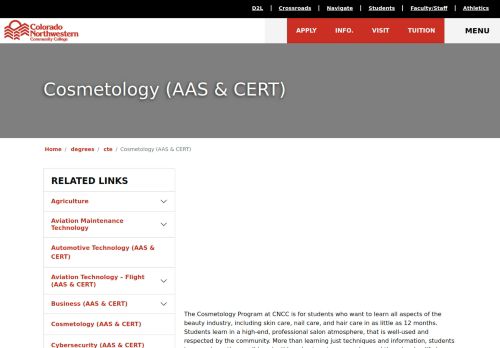 D2L | Crossroads | Navigate | Students | Faculty/Staff | Athletics
Colorado
Northwestern
Community College
APPLY INFO. VISIT TUITION MENU
Cosmetology (AAS & CERT)
Home / degrees / cte / Cosmetology (AAS & CERT)
RELATED LINKS
Agriculture
Aviation Maintenance
Technology
Automotive Technology (AAS &
CERT)
Aviation Technology – Flight
(AAS & CERT)
Business (AAS & CERT)
Cosmetology (AAS & CERT)
Cybersecurity (AAS & CERT)
The Cosmetology Program at CNCC is for students who want to learn all aspects of the
beauty industry, including skin care, nail care, and hair care in as little as 12 months.
Students learn in a high-end, professional salon atmosphere, that is well-used and
respected by the community. More than learning just techniques and information, students